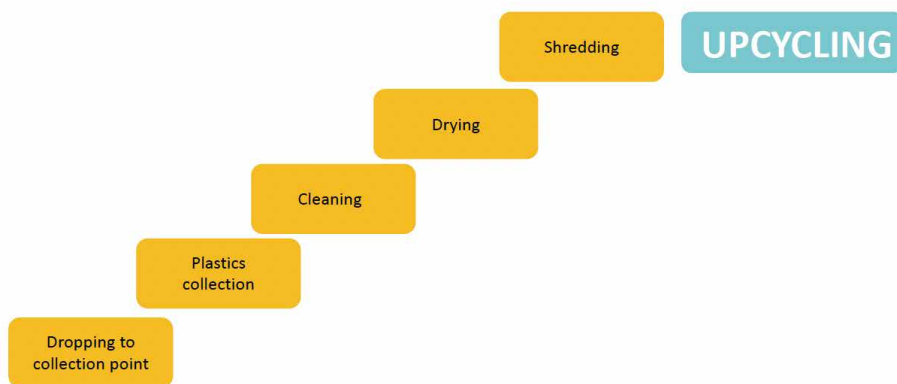 Shredding
UPCYCLING
Drying
Cleaning
Plastics
collection
Dropping to
collection point